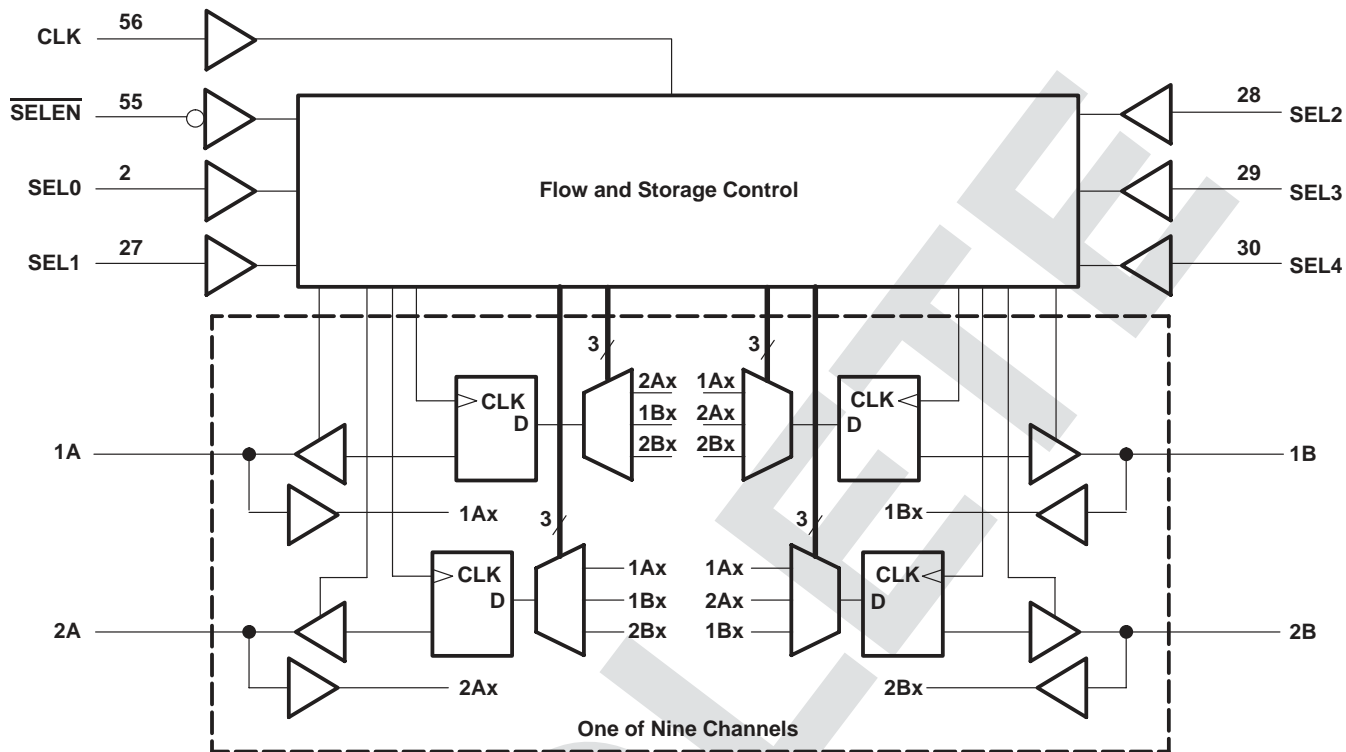 CLK 56
SELEN 55
SEL0 2
SEL1 27
28 SEL2
29 SEL3
30 SEL4
Flow and Storage Control
3
3
CLK
D
2Ax
1Bx
2Bx
1Ax
2Ax
2Bx
CLK
D
1A
1B
1Ax
1Bx
3
3
CLK
D
1Ax
1Bx
2Bx
1Ax
2Ax
1Bx
CLK
D
2A
2B
2Ax
2Bx
One of Nine Channels